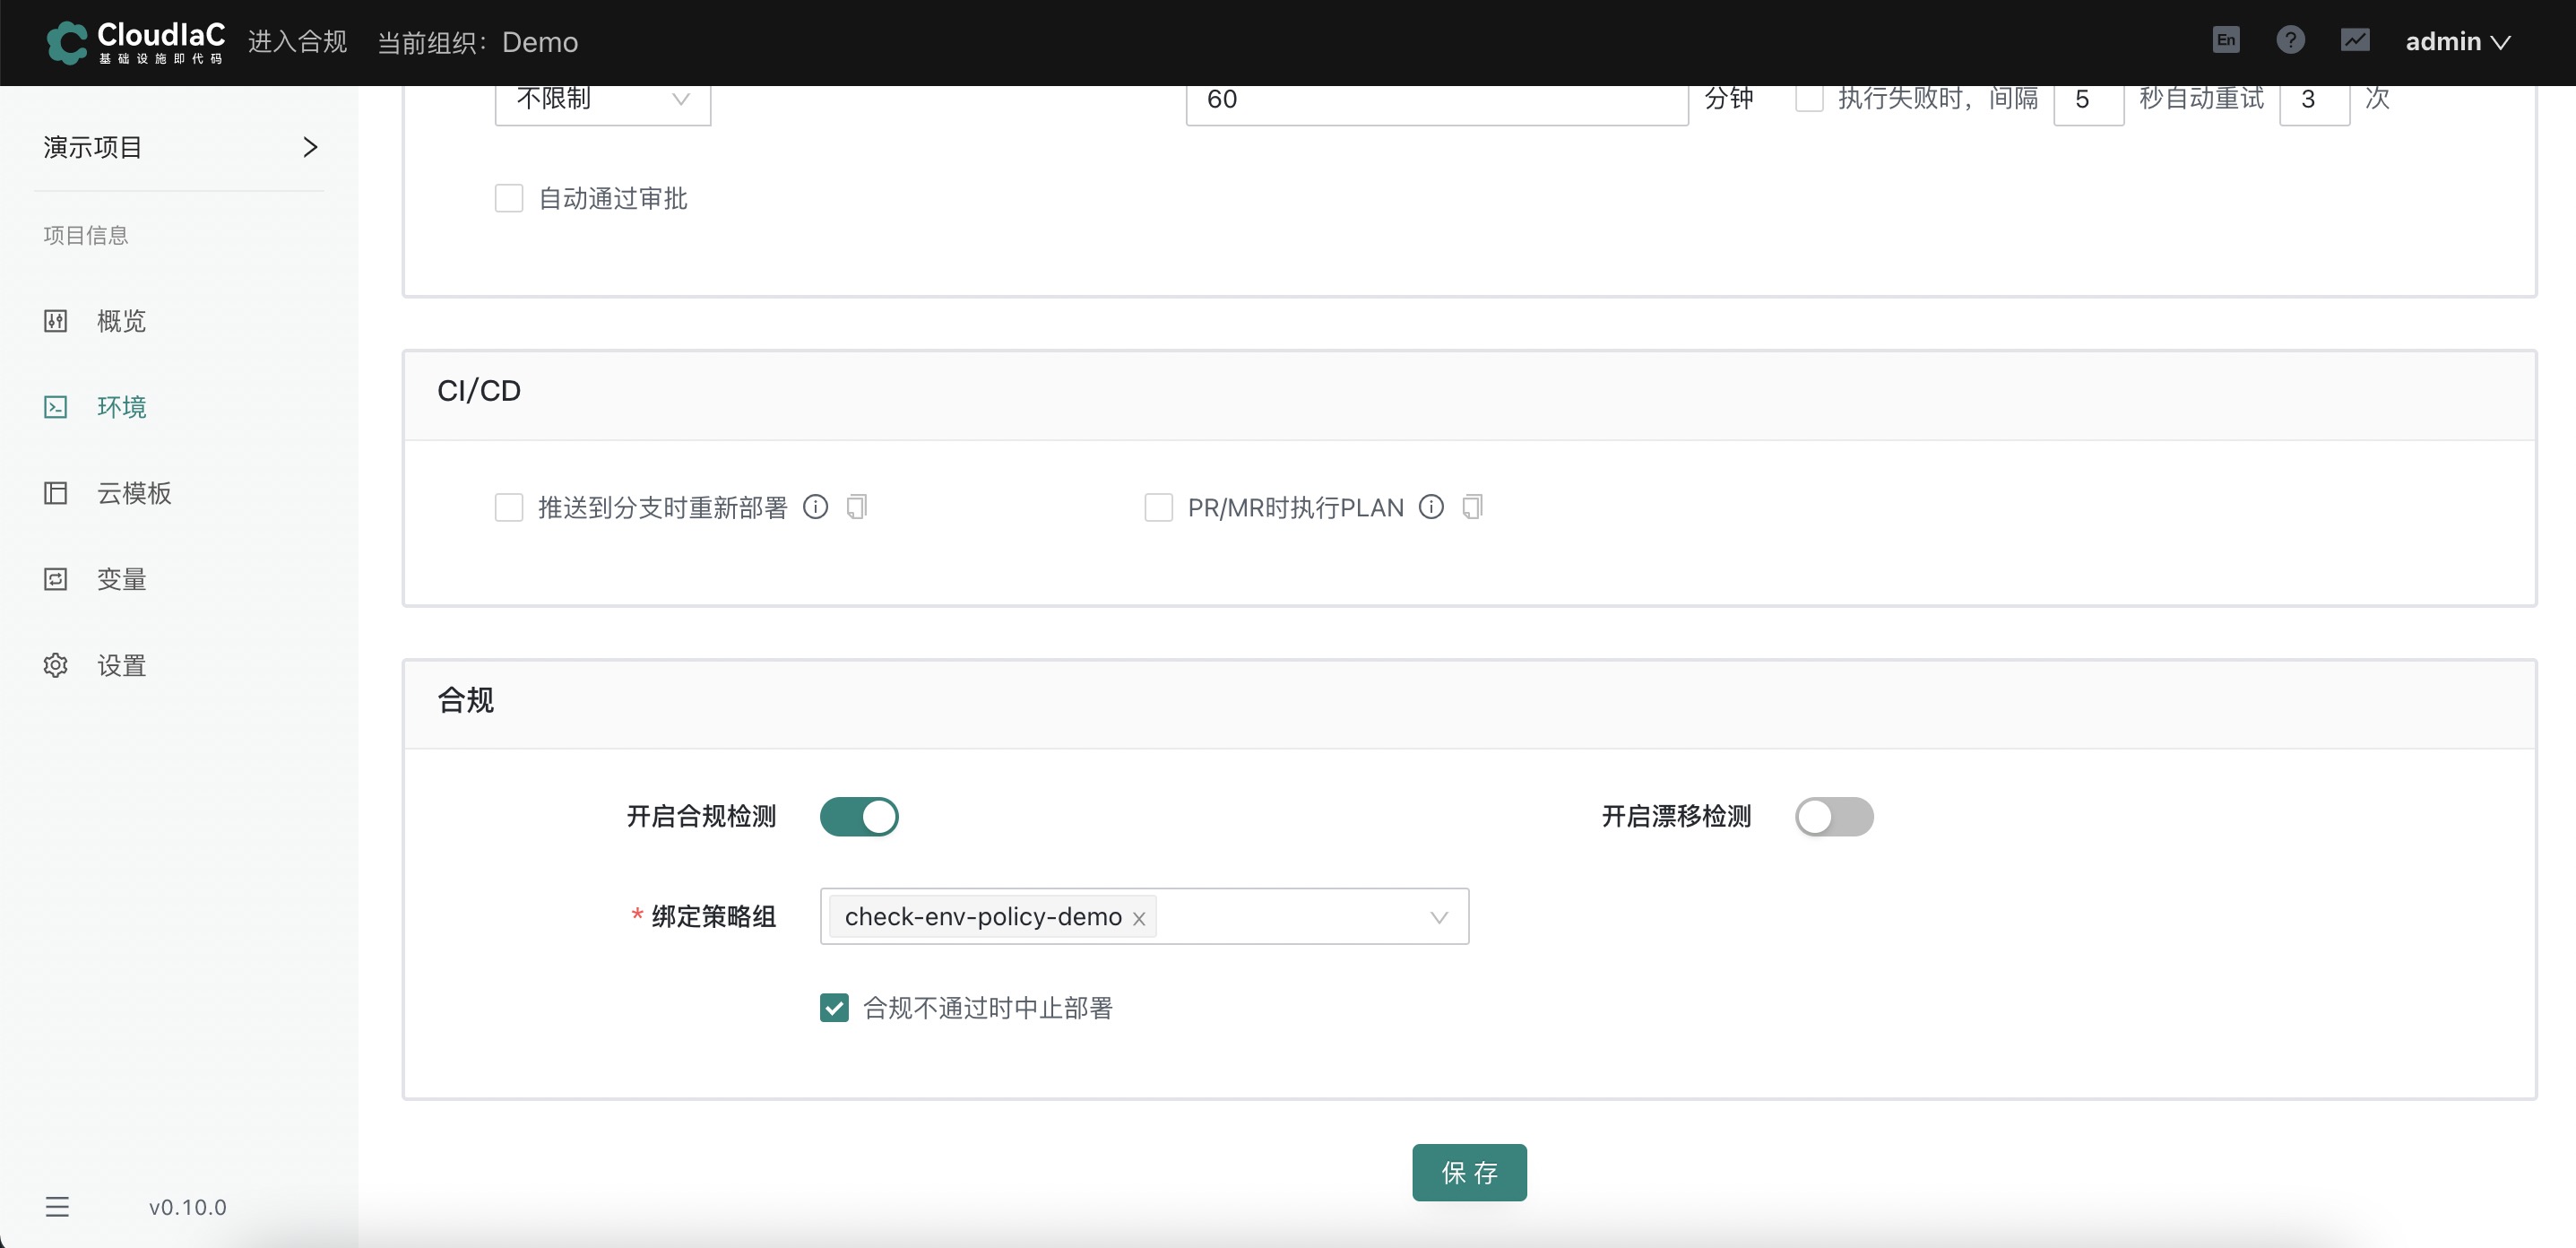 CloudIaC
基础设施即代码
进入合规
当前组织：Demo
En
?
admin
不限制
60
分钟
执行失败时，间隔 5 秒自动重试 3 次
演示项目
自动通过审批
项目信息
概览
环境
云模板
变量
设置
CI/CD
推送到分支时重新部署
PR/MR时执行PLAN
合规
开启合规检测
开启漂移检测
* 绑定策略组
check-env-policy-demo
合规不通过时中止部署
保 存
v0.10.0